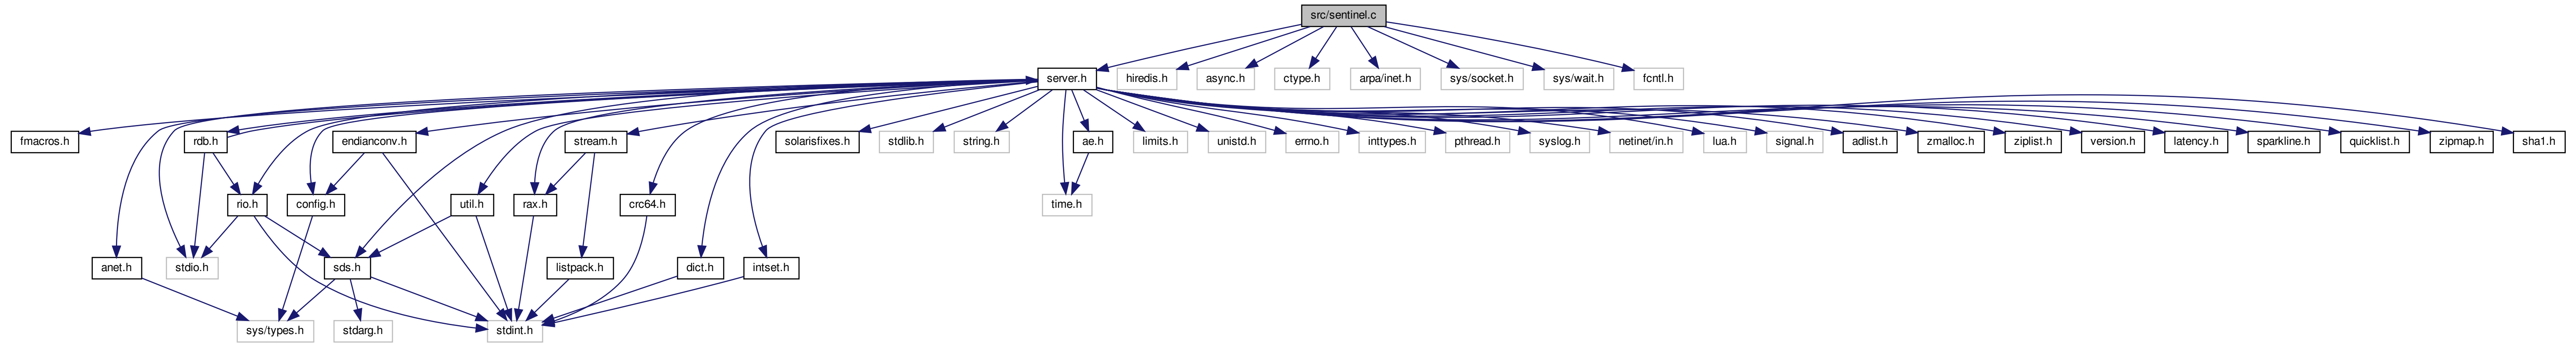 src/sentinel.c
server.h
hiredis.h
async.h
ctype.h
arpa/inet.h
sys/socket.h
sys/wait.h
fcntl.h
fmacros.h
rdb.h
endianconv.h
stream.h
solarisfixes.h
stdlib.h
string.h
ae.h
limits.h
unistd.h
errno.h
inttypes.h
pthread.h
syslog.h
netinet/in.h
lua.h
signal.h
adlist.h
zmalloc.h
ziplist.h
version.h
latency.h
sparkline.h
quicklist.h
zipmap.h
sha1.h
rio.h
config.h
util.h
rax.h
crc64.h
time.h
anet.h
stdio.h
sds.h
listpack.h
dict.h
intset.h
sys/types.h
stdarg.h
stdint.h